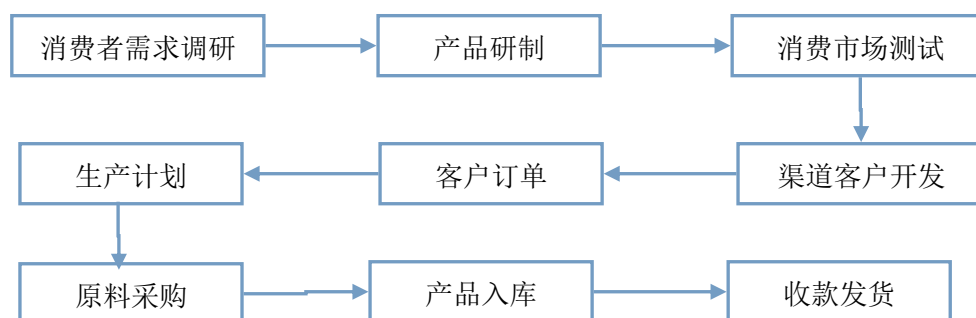 消费者需求调研
产品研制
消费市场测试
渠道客户开发
客户订单
生产计划
原料采购
产品入库
收款发货